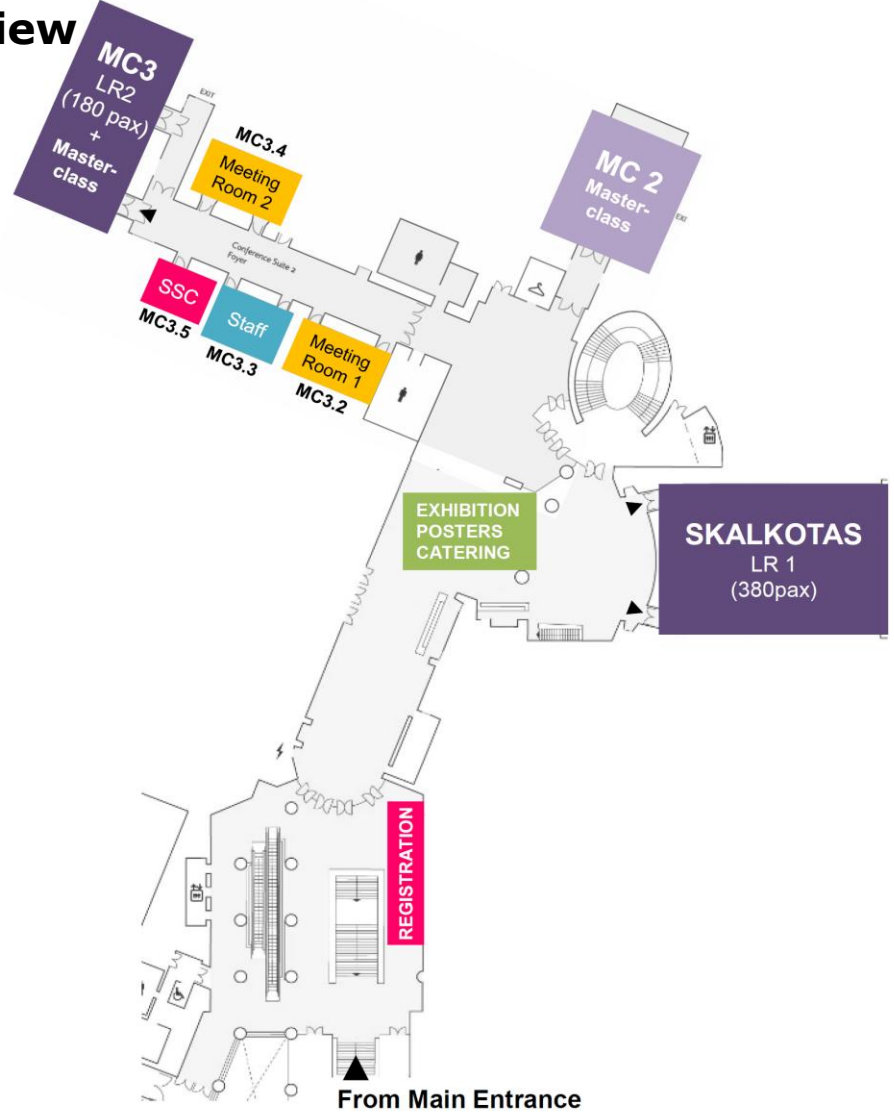 iew
MC3
LR2
(180 pax)
+
Master-
class
EXIT
MC3.4
Meeting
Room 2
MC 2
Master-
class
EXIT
Conference Suite 2
Foyer
SSC
MC3.5
Staff
MC3.3
Meeting
Room 1
MC3.2
EXHIBITION
POSTERS
CATERING
SKALKOTAS
LR 1
(380pax)
REGISTRATION
From Main Entrance